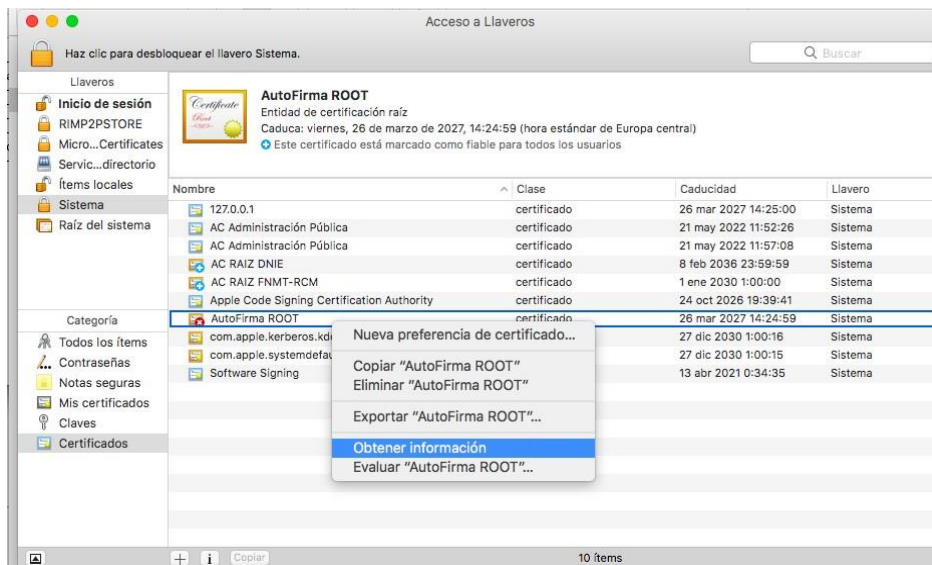 Acceso a Llaveros
Haz clic para desbloquear el llavero Sistema.
Buscar
Llaveros
Inicio de sesión
RIMP2PSTORE
Micro...Certificates
Servic...directorio
Ítems locales
Sistema
Raíz del sistema
Certificate
Root
AutoFirma ROOT
Entidad de certificación raíz
Caduca: viernes, 26 de marzo de 2027, 14:24:59 (hora estándar de Europa central)
Este certificado está marcado como fiable para todos los usuarios
Nombre Clase Caducidad Llavero
127.0.0.1 certificado 26 mar 2027 14:25:00 Sistema
AC Administración Pública certificado 21 may 2022 11:52:26 Sistema
AC Administración Pública certificado 21 may 2022 11:57:08 Sistema
AC RAIZ DNIE certificado 8 feb 2036 23:59:59 Sistema
AC RAIZ FNMT-RCM certificado 1 ene 2030 1:00:00 Sistema
Apple Code Signing Certification Authority certificado 24 oct 2026 19:39:41 Sistema
AutoFirma ROOT certificado 26 mar 2027 14:24:59 Sistema
com.apple.kerberos.kd 27 dic 2030 1:00:16 Sistema
com.apple.systemdefau 27 dic 2030 1:00:15 Sistema
Software Signing 13 abr 2021 0:34:35 Sistema
Nueva preferencia de certificado...
Copiar “AutoFirma ROOT”
Eliminar “AutoFirma ROOT”
Exportar “AutoFirma ROOT”...
Obtener información
Evaluar “AutoFirma ROOT”...
Categoría
Todos los ítems
Contraseñas
Notas seguras
Mis certificados
Claves
Certificados
Copiar
10 ítems